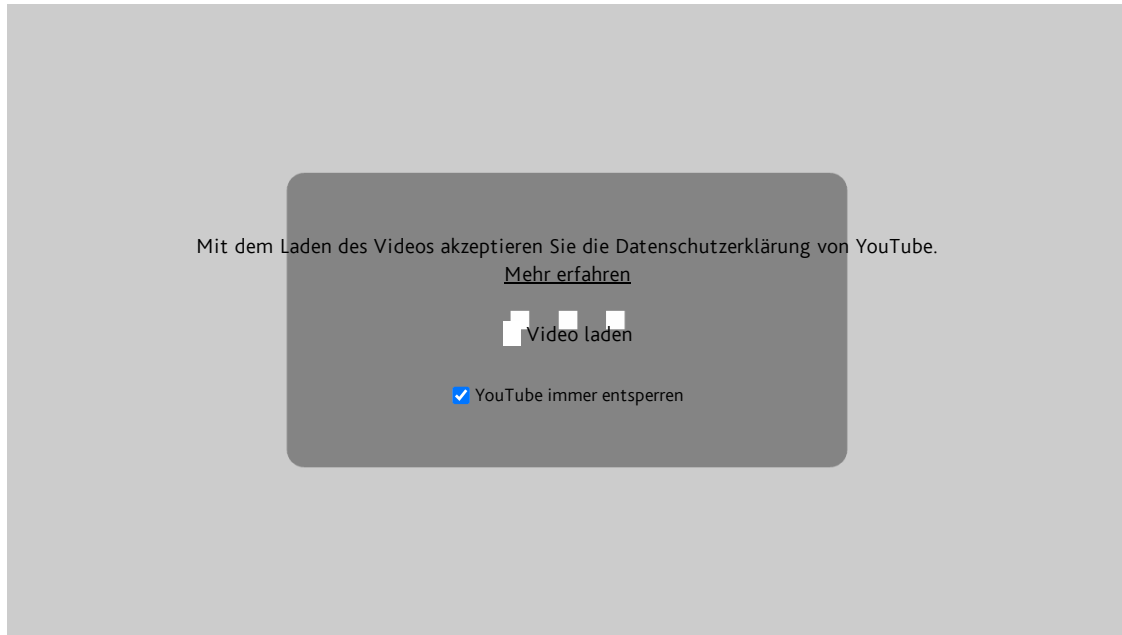 Mit dem Laden des Videos akzeptieren Sie die Datenschutzerklärung von YouTube.
Mehr erfahren
Video laden
YouTube immer entsperren